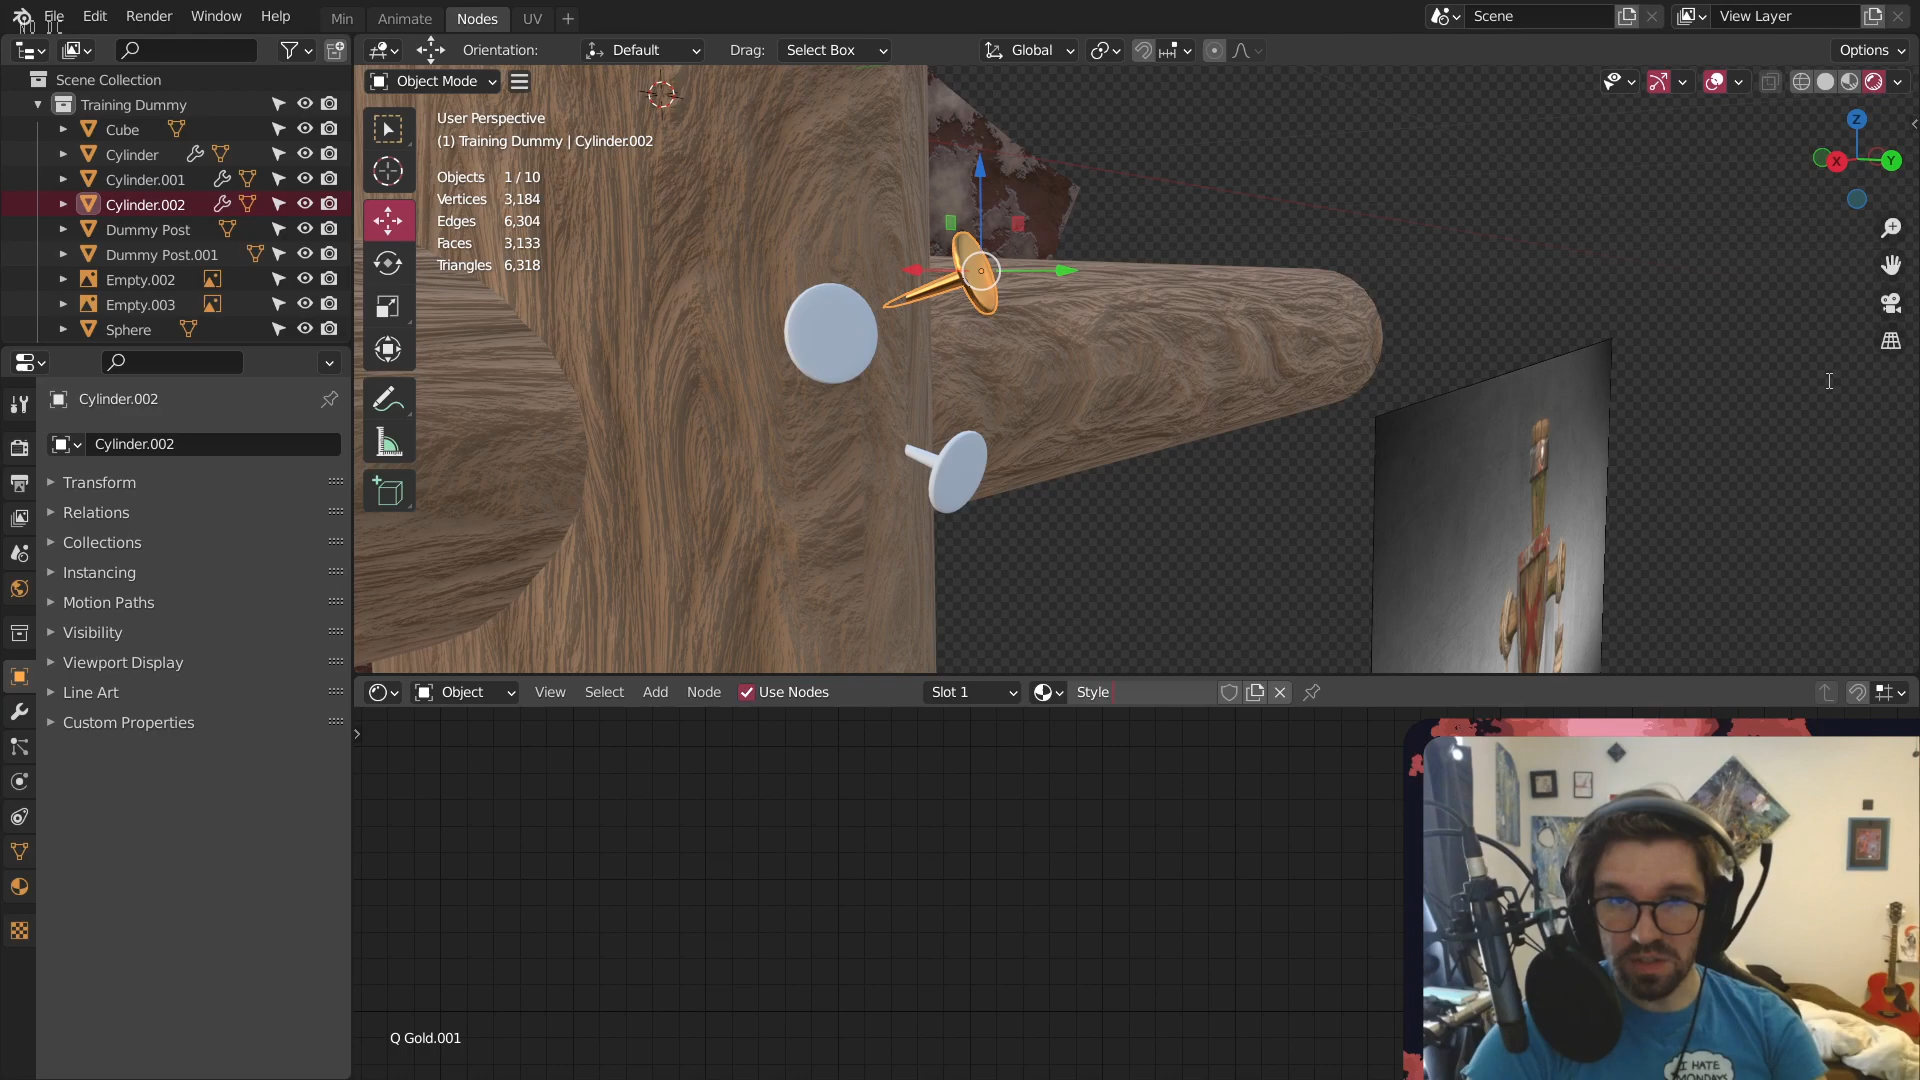 File Edit Render Window Help Min Animate Nodes UV + Scene View Layer
Orientation: Default Drag: Select Box Global Options
Scene Collection
Training Dummy
Cube
Cylinder
Cylinder.001
Cylinder.002
Dummy Post
Dummy Post.001
Empty.002
Empty.003
Sphere
Cylinder.002
Cylinder.002
Transform
Relations
Collections
Instancing
Motion Paths
Visibility
Viewport Display
Line Art
Custom Properties
Object Mode
User Perspective
(1) Training Dummy | Cylinder.002
Objects 1 / 10
Vertices 3,184
Edges 6,304
Faces 3,133
Triangles 6,318
Z
X Y
Object View Select Add Node Use Nodes Slot 1 Style
Q Gold.001
I HATE
MONDAYS